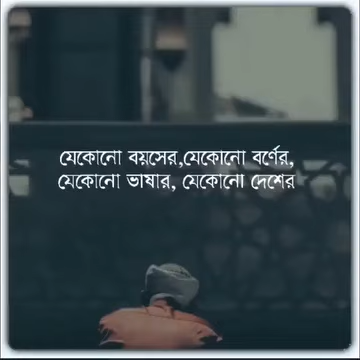 যেকোনো বয়সের,যেকোনো বর্ণের,
যেকোনো ভাষার, যেকোনো দেশের